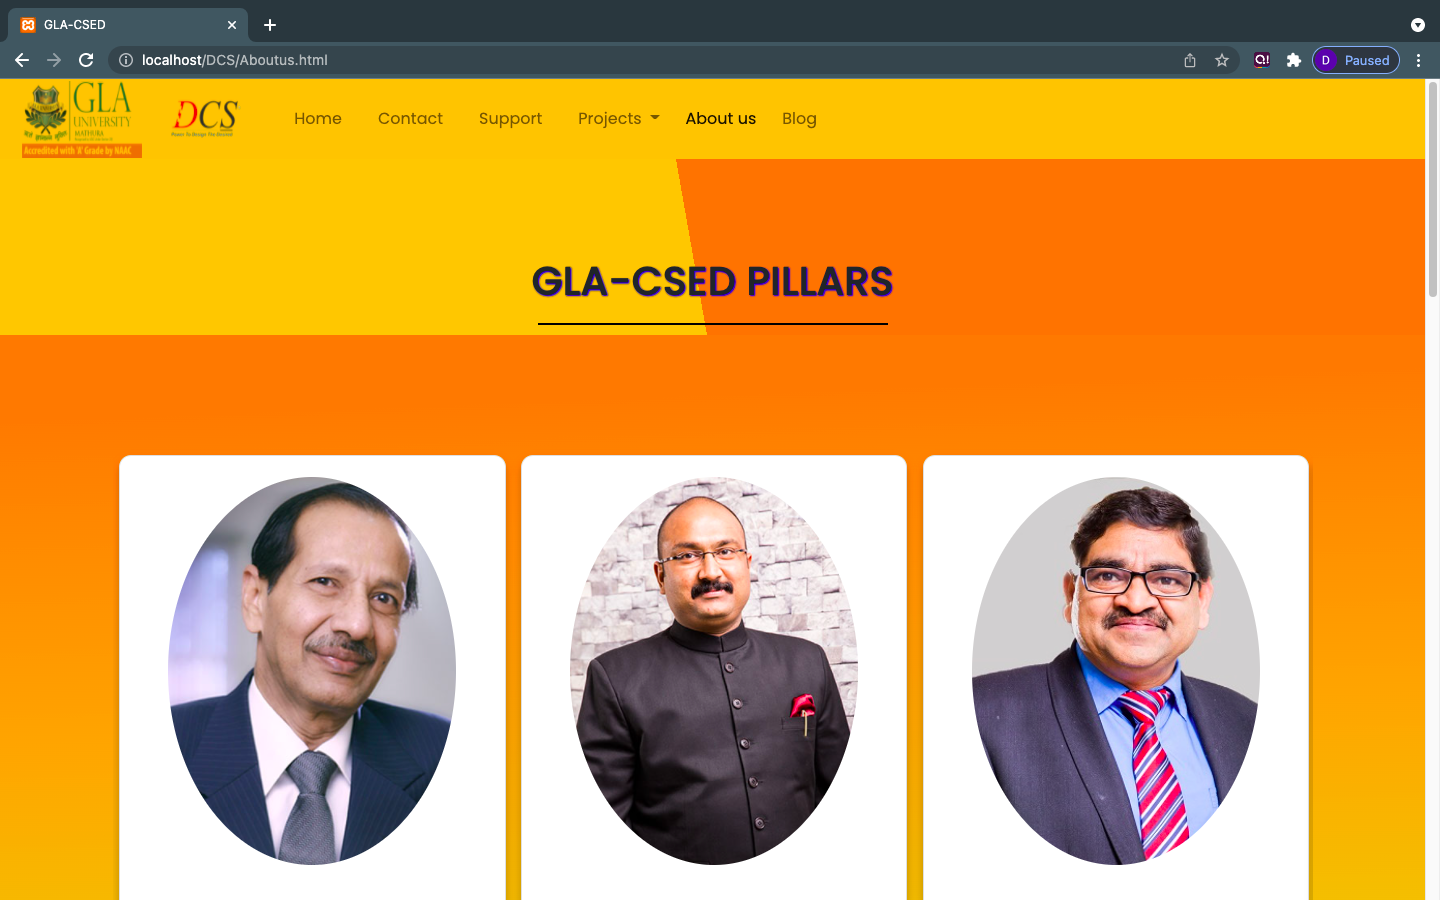 GLA-CSED
localhost/DCS/Aboutus.html
D Paused
GLA
UNIVERSITY
MATHURA
Accredited with 'A' Grade by NAAC
DCS
Home Contact Support Projects About us Blog
GLA-CSED PILLARS